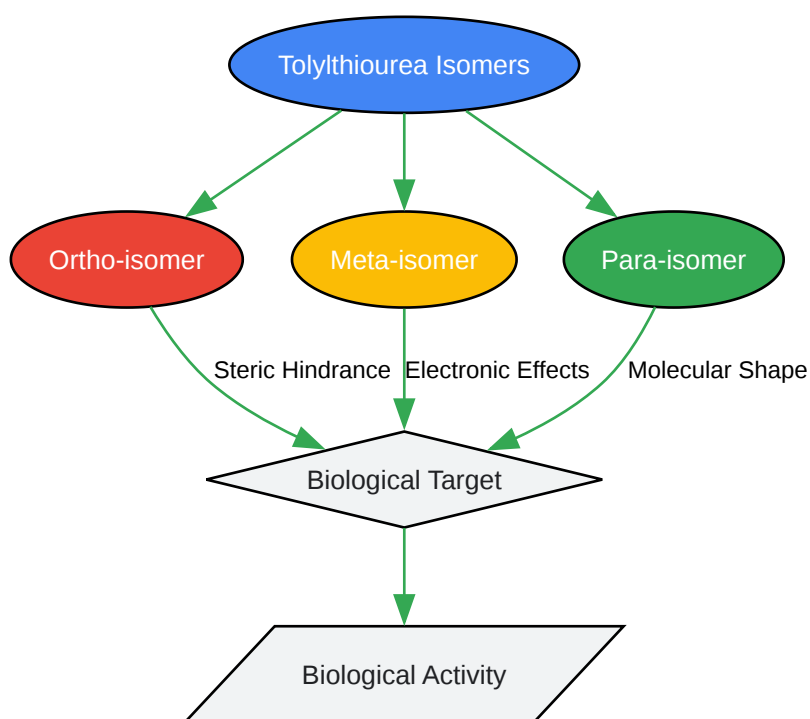 Tolylthiourea Isomers
Ortho-isomer
Meta-isomer
Para-isomer
Steric Hindrance
Electronic Effects
Molecular Shape
Biological Target
Biological Activity